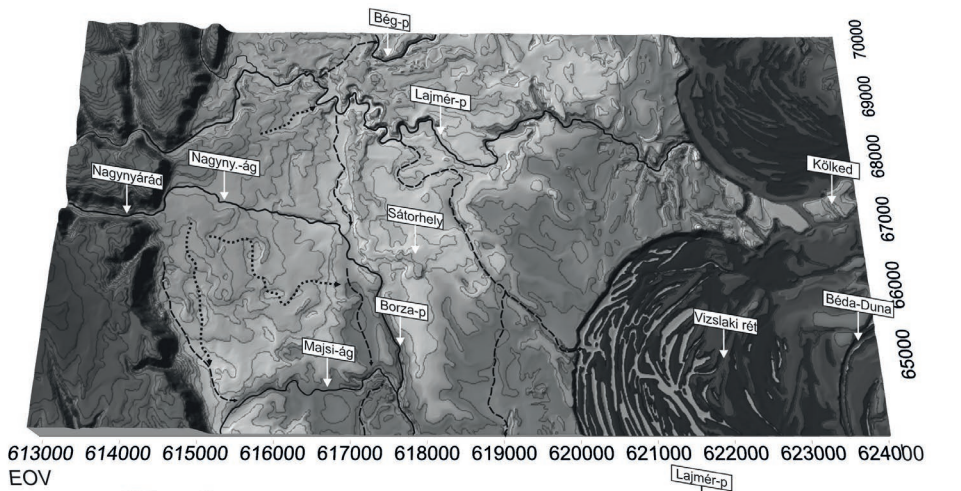 Bég-p
70000
Lajmér-p
69000
Nagyny.-ág
68000
Nagynyárád
Kölked
Sátorhely
67000
Borza-p
66000
Béda-Duna
Vizslaki rét
Majsi-ág
65000
613000 614000 615000 616000 617000 618000 619000 620000 621000 622000 623000 624000
EOV
Lajmér-p